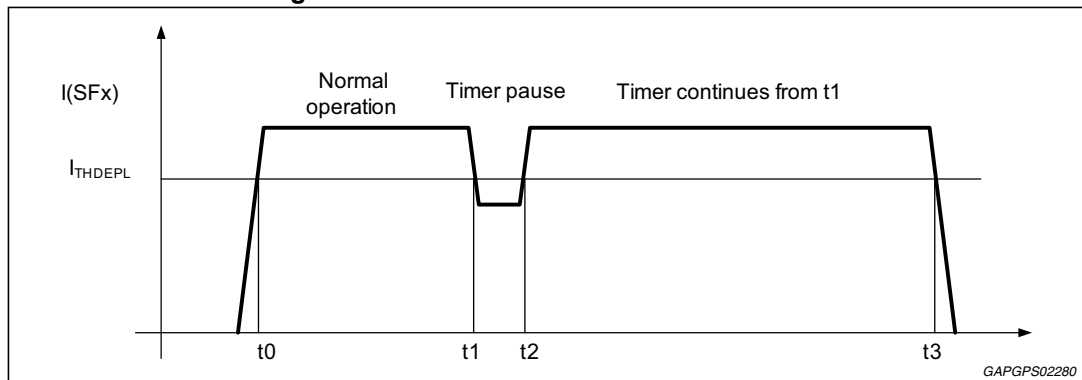 I(SFx)
Normal
operation
Timer pause
Timer continues from t1
ITHDEPL
t0
t1
t2
t3
GAPGPS02280